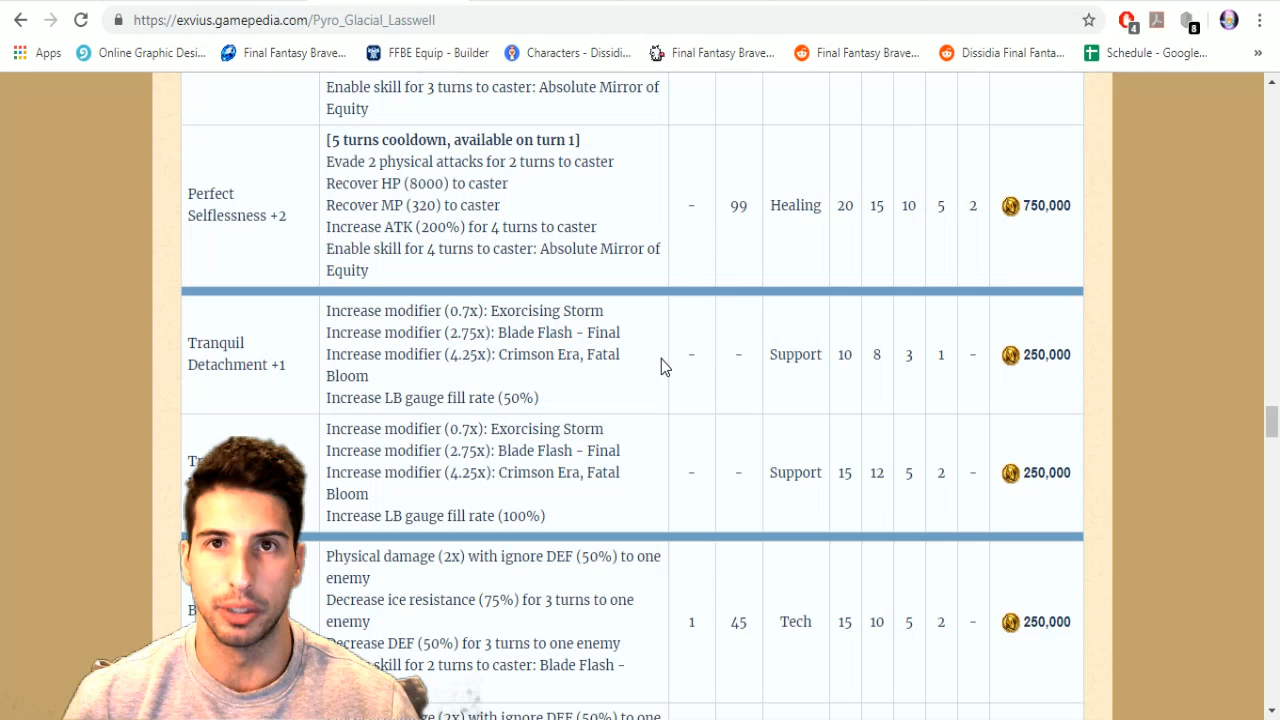 https://exvius.gamepedia.com/Pyro_Glacial_Lasswell
4
8
Apps
Online Graphic Desi...
Final Fantasy Brave...
FFBE Equip - Builder
Characters - Dissidi...
Final Fantasy Brave...
Final Fantasy Brave...
Dissidia Final Fanta...
Schedule - Google...
»
Enable skill for 3 turns to caster: Absolute Mirror of
Equity
Perfect
Selflessness +2
[5 turns cooldown, available on turn 1]
Evade 2 physical attacks for 2 turns to caster
Recover HP (8000) to caster
Recover MP (320) to caster
Increase ATK (200%) for 4 turns to caster
Enable skill for 4 turns to caster: Absolute Mirror of
Equity
- 99 Healing 20 15 10 5 2 750,000
Tranquil
Detachment +1
Increase modifier (0.7x): Exorcising Storm
Increase modifier (2.75x): Blade Flash - Final
Increase modifier (4.25x): Crimson Era, Fatal
Bloom
Increase LB gauge fill rate (50%)
- - Support 10 8 3 1 - 250,000
Increase modifier (0.7x): Exorcising Storm
Increase modifier (2.75x): Blade Flash - Final
Increase modifier (4.25x): Crimson Era, Fatal
Bloom
Increase LB gauge fill rate (100%)
- - Support 15 12 5 2 - 250,000
Physical damage (2x) with ignore DEF (50%) to one
enemy
Decrease ice resistance (75%) for 3 turns to one
enemy
Decrease DEF (50%) for 3 turns to one enemy
skill for 2 turns to caster: Blade Flash -
1 45 Tech 15 10 5 2 - 250,000
(2x) with ignore DEF (50%) to one